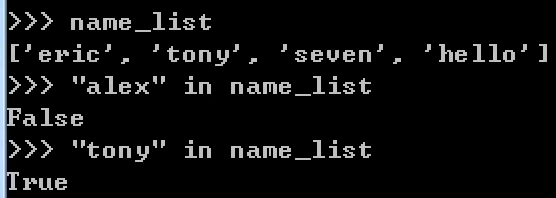 >>> name_list
['eric', 'tony', 'seven', 'hello']
>>> "alex" in name_list
False
>>> "tony" in name_list
True